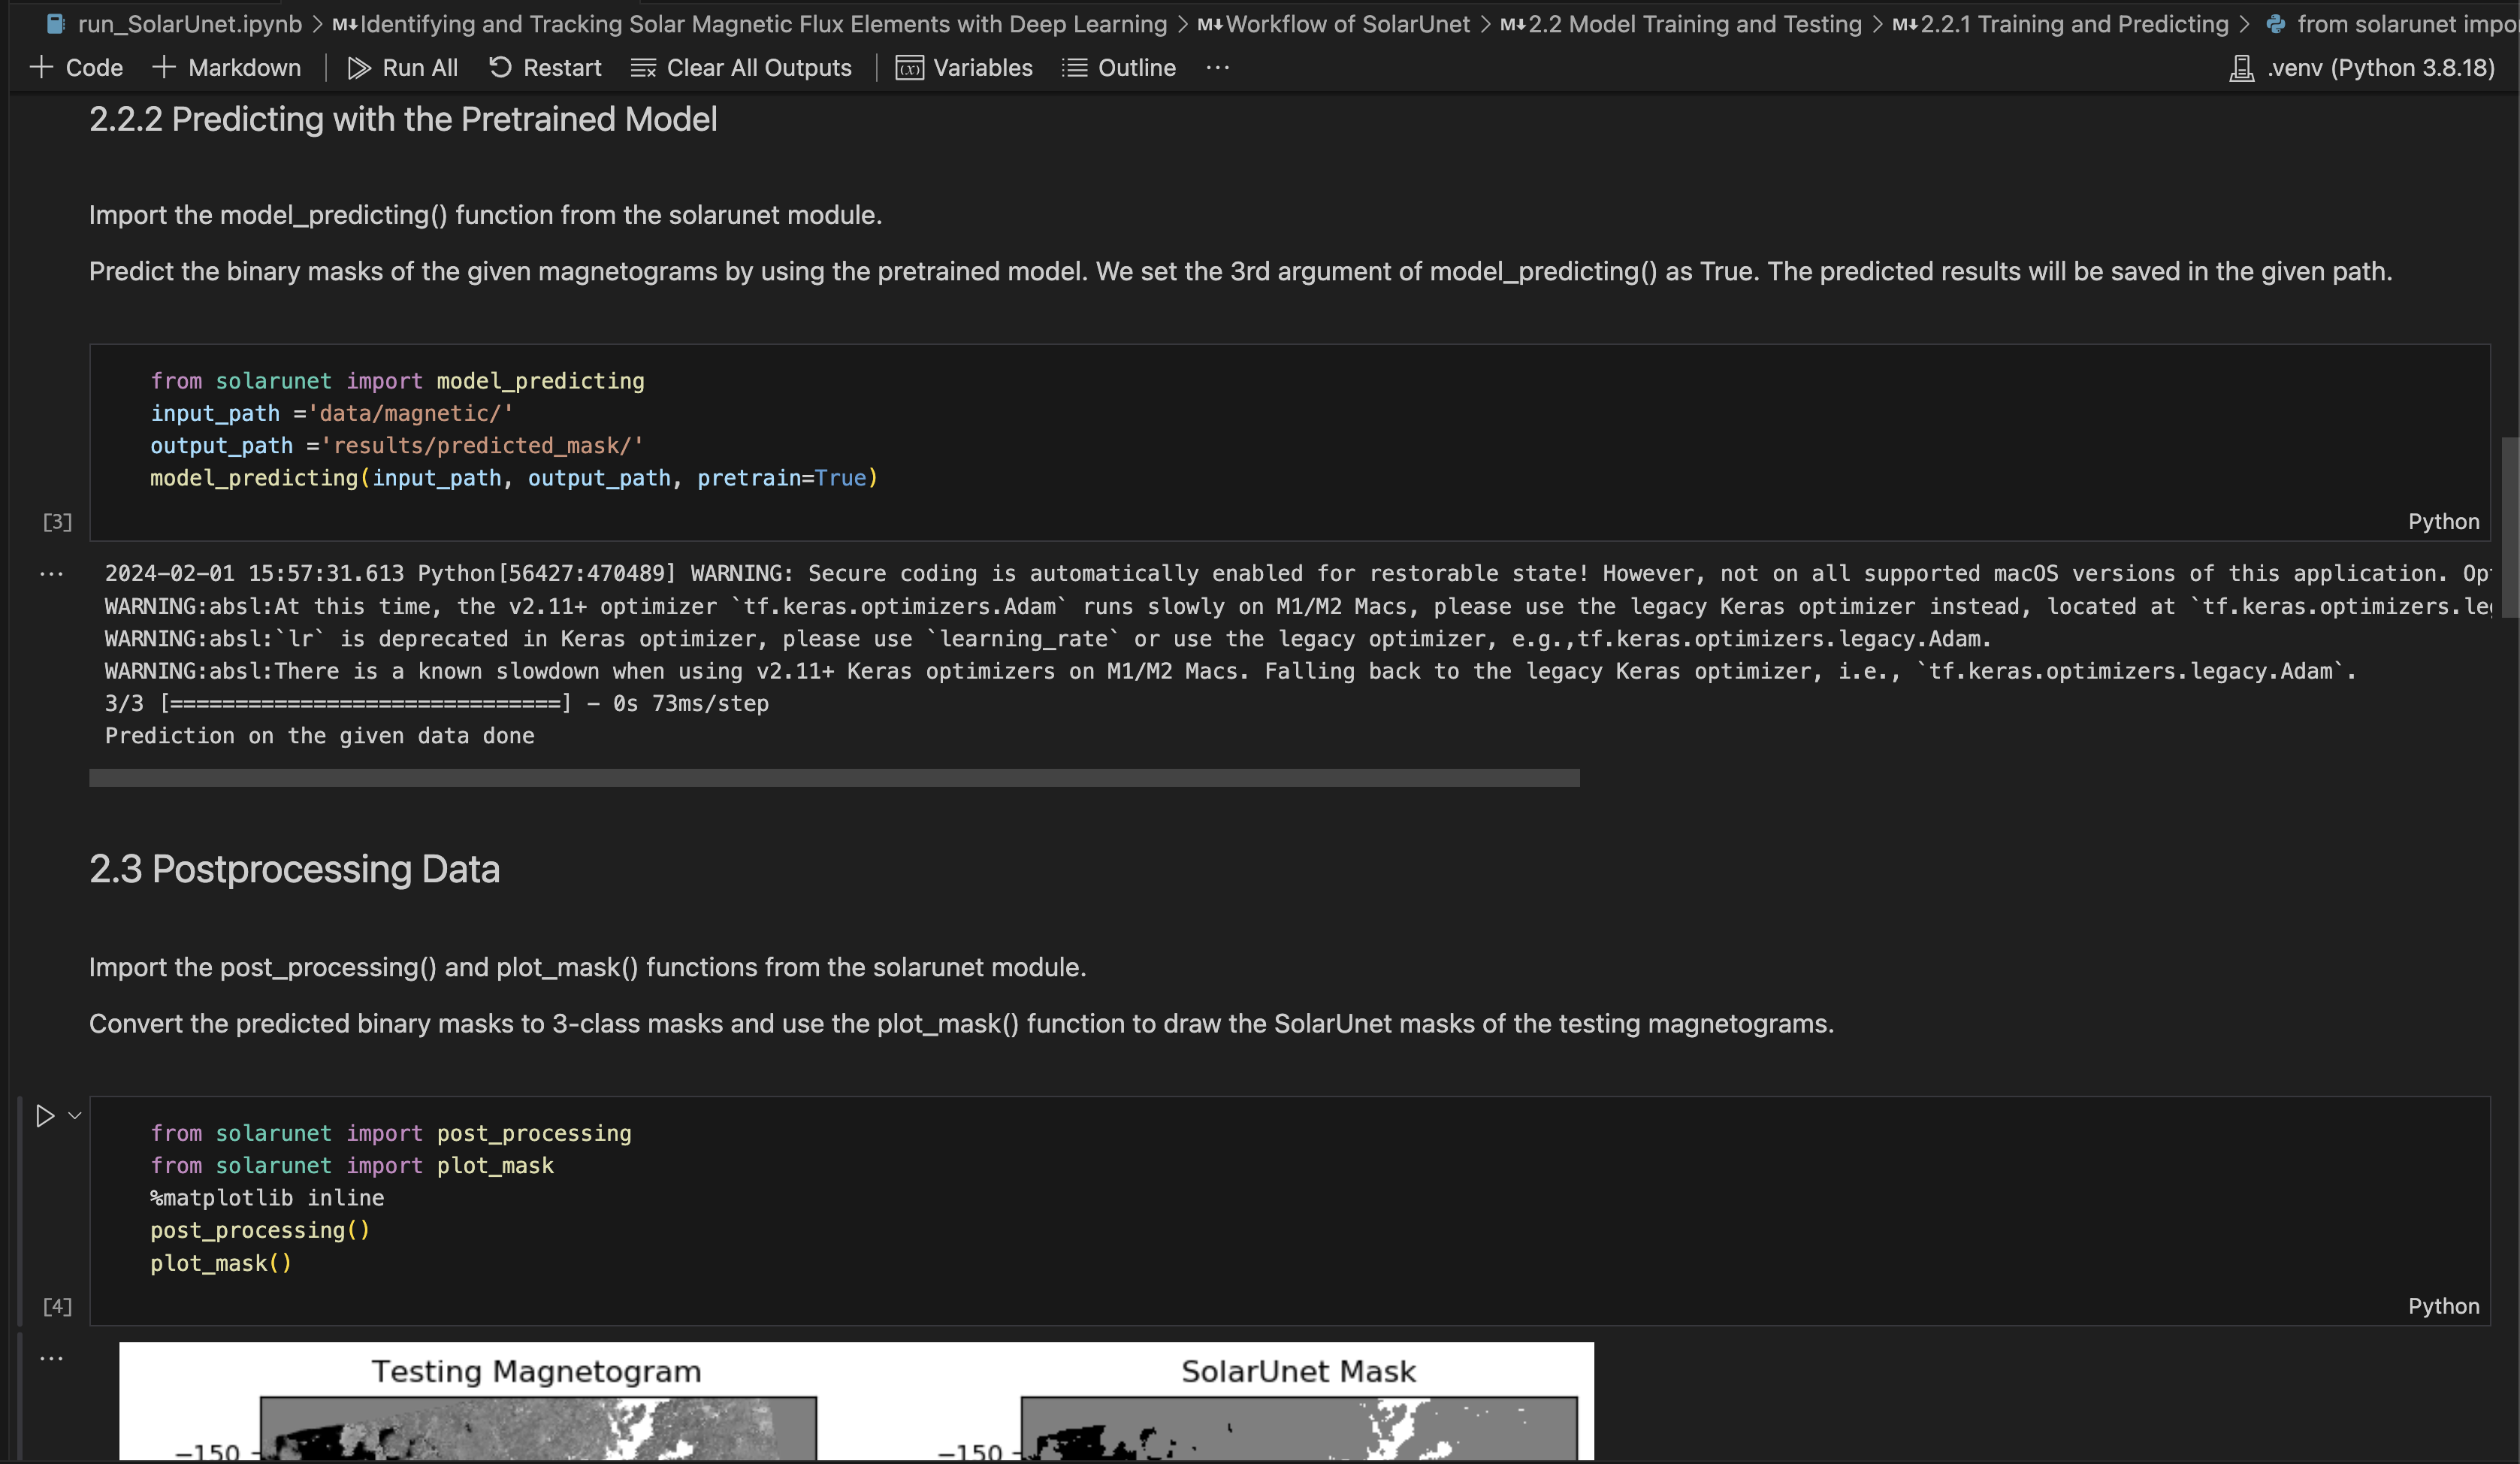 run_SolarUnet.ipynb > M↓Identifying and Tracking Solar Magnetic Flux Elements with Deep Learning > M↓Workflow of SolarUnet > M↓2.2 Model Training and Testing > M↓2.2.1 Training and Predicting > from solarunet impo
+ Code + Markdown Run All Restart Clear All Outputs (x) Variables Outline ··· .venv (Python 3.8.18)
2.2.2 Predicting with the Pretrained Model
Import the model_predicting() function from the solarunet module.
Predict the binary masks of the given magnetograms by using the pretrained model. We set the 3rd argument of model_predicting() as True. The predicted results will be saved in the given path.
from solarunet import model_predicting
input_path ='data/magnetic/'
output_path ='results/predicted_mask/'
model_predicting(input_path, output_path, pretrain=True)
[3]
Python
2024-02-01 15:57:31.613 Python[56427:470489] WARNING: Secure coding is automatically enabled for restorable state! However, not on all supported macOS versions of this application. Op
WARNING:absl:At this time, the v2.11+ optimizer `tf.keras.optimizers.Adam` runs slowly on M1/M2 Macs, please use the legacy Keras optimizer instead, located at `tf.keras.optimizers.le
WARNING:absl:`lr` is deprecated in Keras optimizer, please use `learning_rate` or use the legacy optimizer, e.g.,tf.keras.optimizers.legacy.Adam.
WARNING:absl:There is a known slowdown when using v2.11+ Keras optimizers on M1/M2 Macs. Falling back to the legacy Keras optimizer, i.e., `tf.keras.optimizers.legacy.Adam`.
3/3 [==============================] - 0s 73ms/step
Prediction on the given data done
2.3 Postprocessing Data
Import the post_processing() and plot_mask() functions from the solarunet module.
Convert the predicted binary masks to 3-class masks and use the plot_mask() function to draw the SolarUnet masks of the testing magnetograms.
from solarunet import post_processing
from solarunet import plot_mask
%matplotlib inline
post_processing()
plot_mask()
[4]
Python
Testing Magnetogram SolarUnet Mask
−150 −150